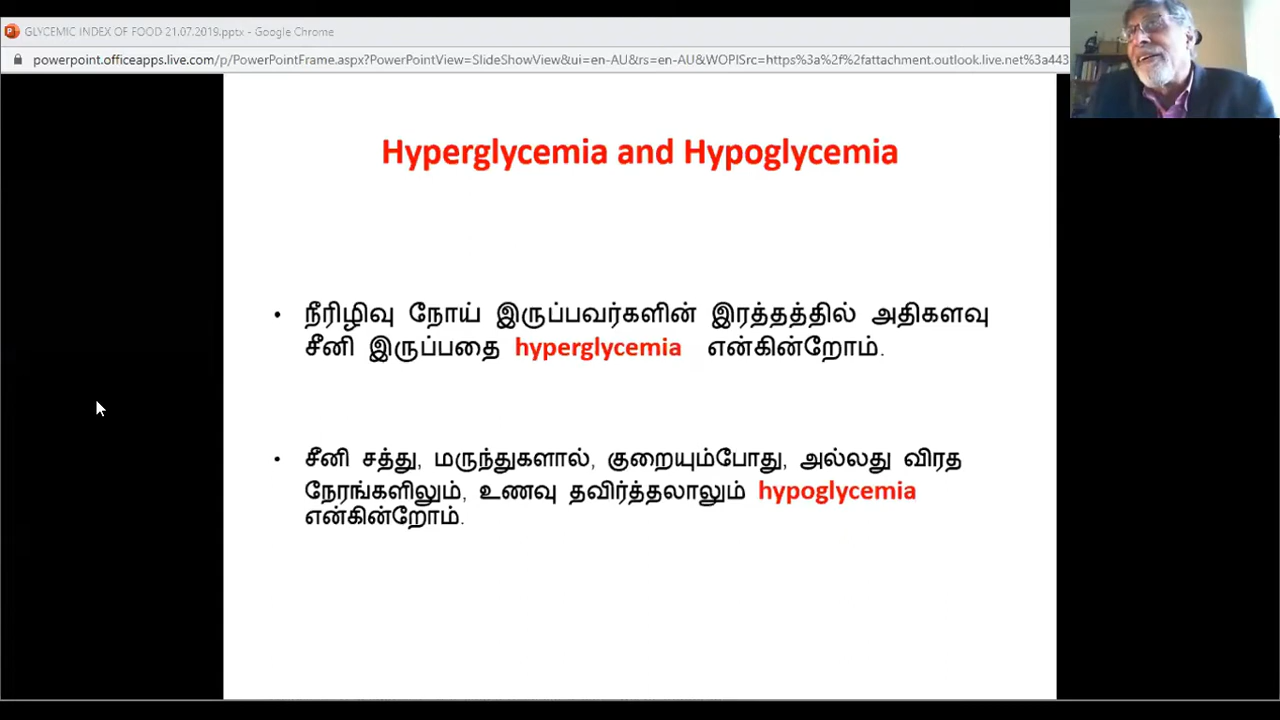 GLYCEMIC INDEX OF FOOD 21.07.2019.pptx - Google Chrome
powerpoint.officeapps.live.com/p/PowerPointFrame.aspx?PowerPointView=SlideShowView&ui=en-AU&rs=en-AU&WOPISrc=https%3a%2f%2fattachment.outlook.live.net%3a443
Hyperglycemia and Hypoglycemia
• நீரிழிவு நோய் இருப்பவர்களின் இரத்தத்தில் அதிகளவு
சீனி இருப்பதை hyperglycemia என்கின்றோம்.
• சீனி சத்து, மருந்துகளால், குறையும்போது, அல்லது விரத
நேரங்களிலும், உணவு தவிர்த்தலாலும் hypoglycemia
என்கின்றோம்.